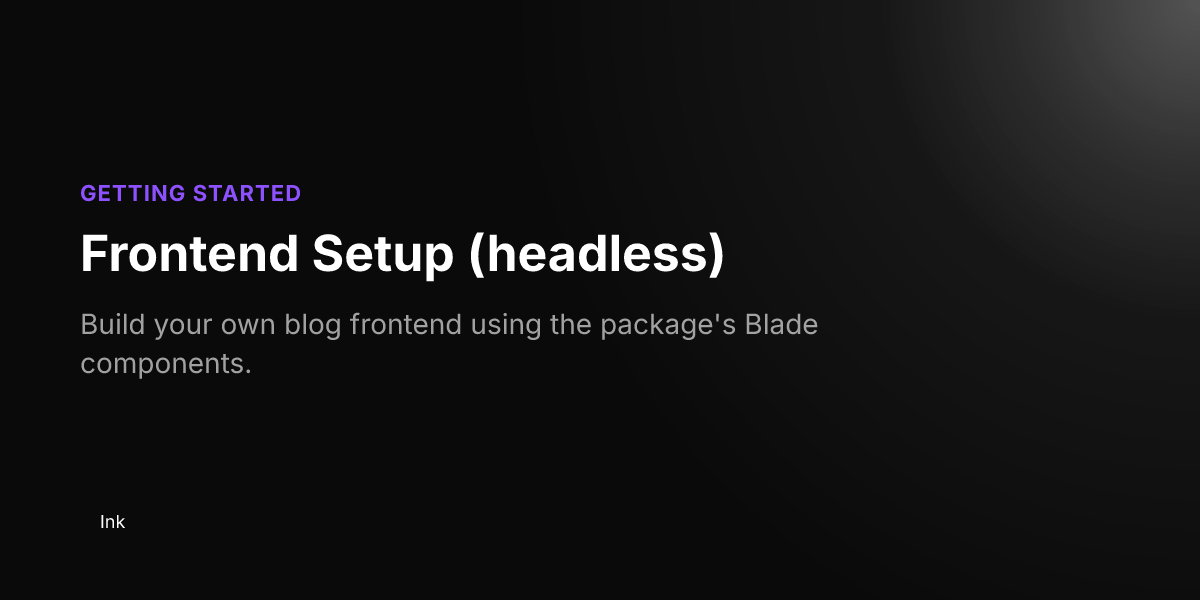 GETTING STARTED
Frontend Setup (headless)
Build your own blog frontend using the package's Blade
components.
Ink